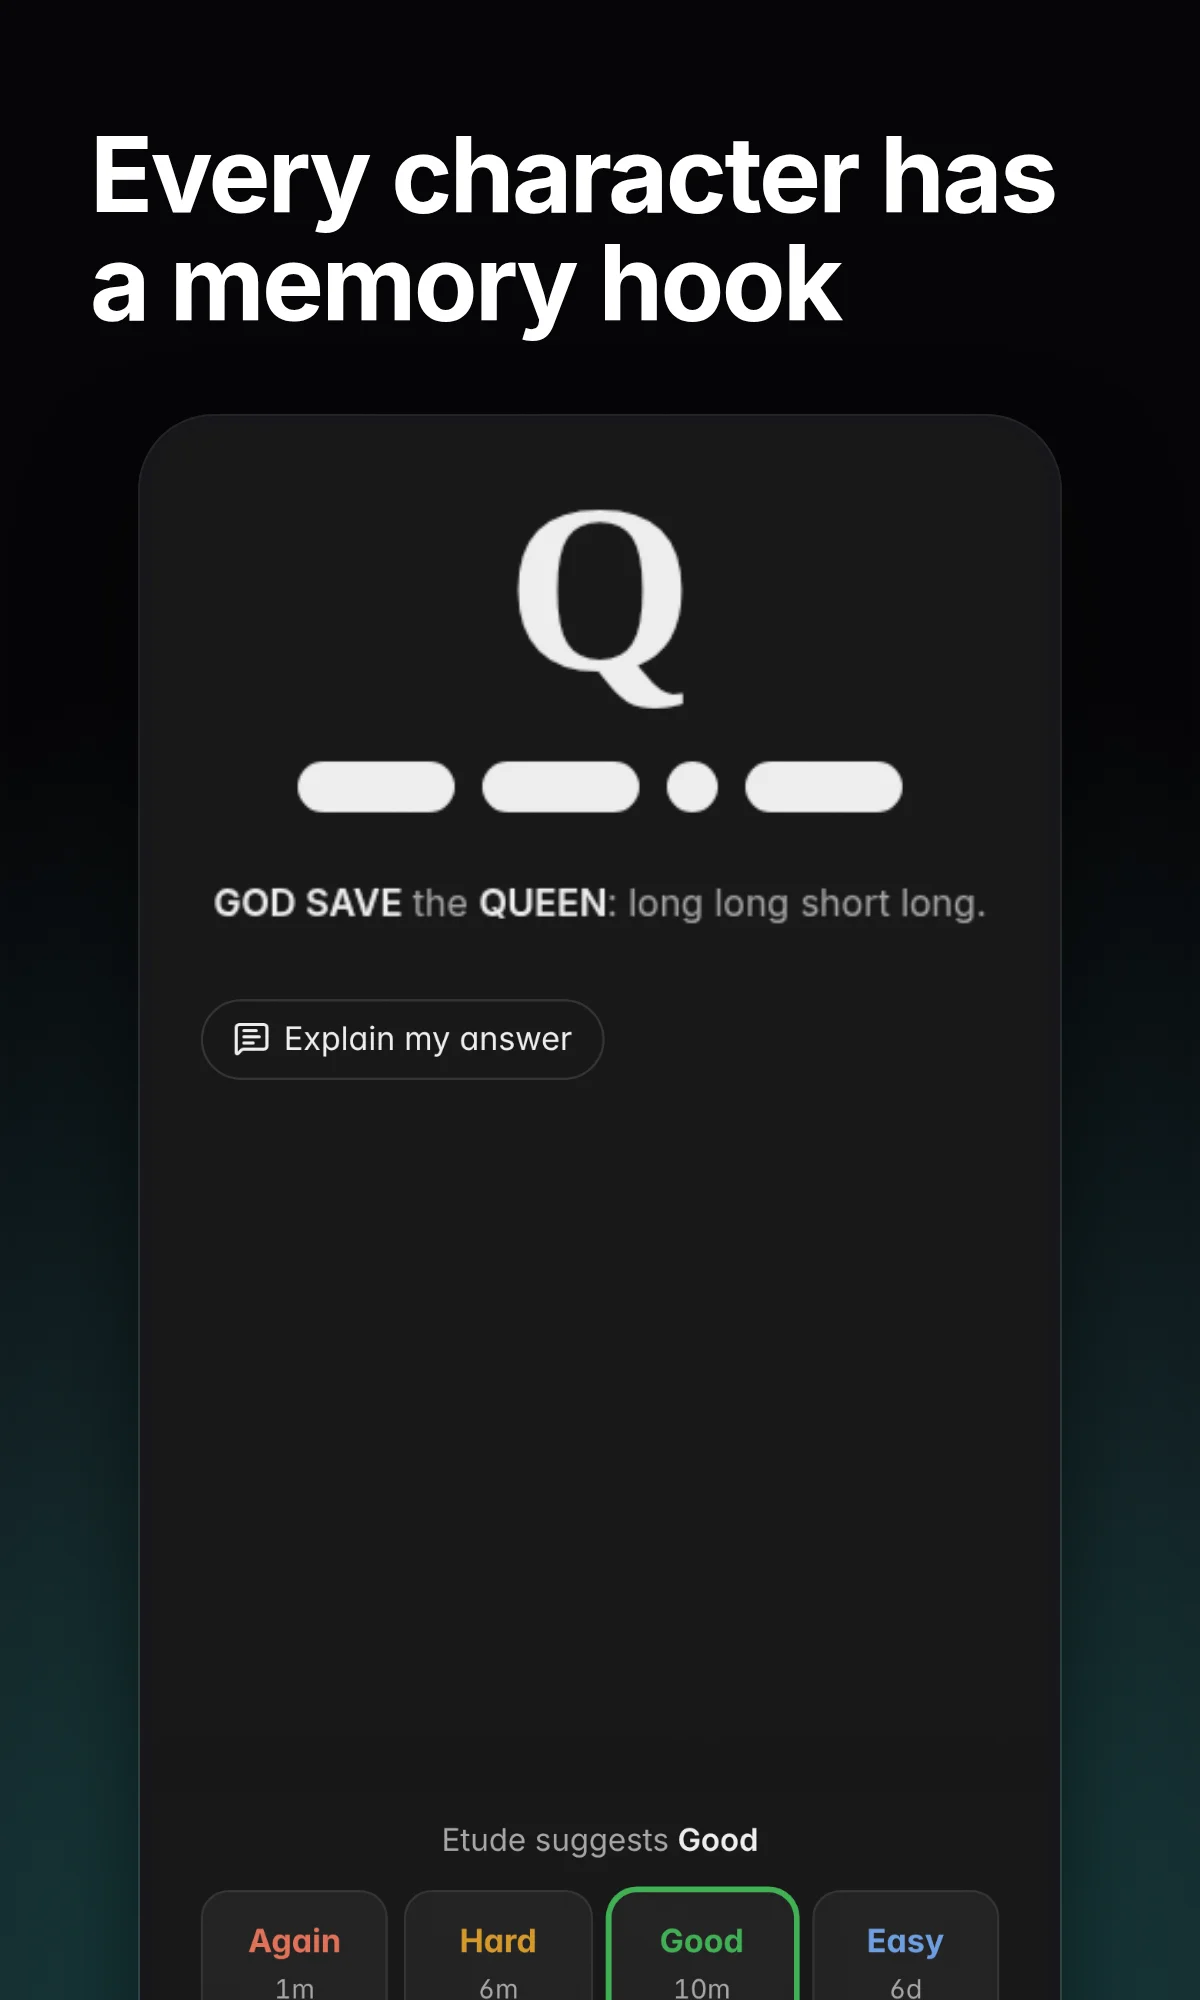 Every character has
a memory hook
Q
GOD SAVE the QUEEN: long long short long.
Explain my answer
Etude suggests Good
Again Hard Good Easy
1m 6m 10m 6d